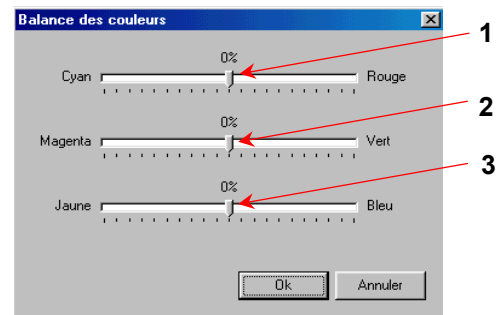 Balance des couleurs
1
0%
Cyan Rouge
2
0%
Magenta Vert
3
0%
Jaune Bleu
Ok Annuler